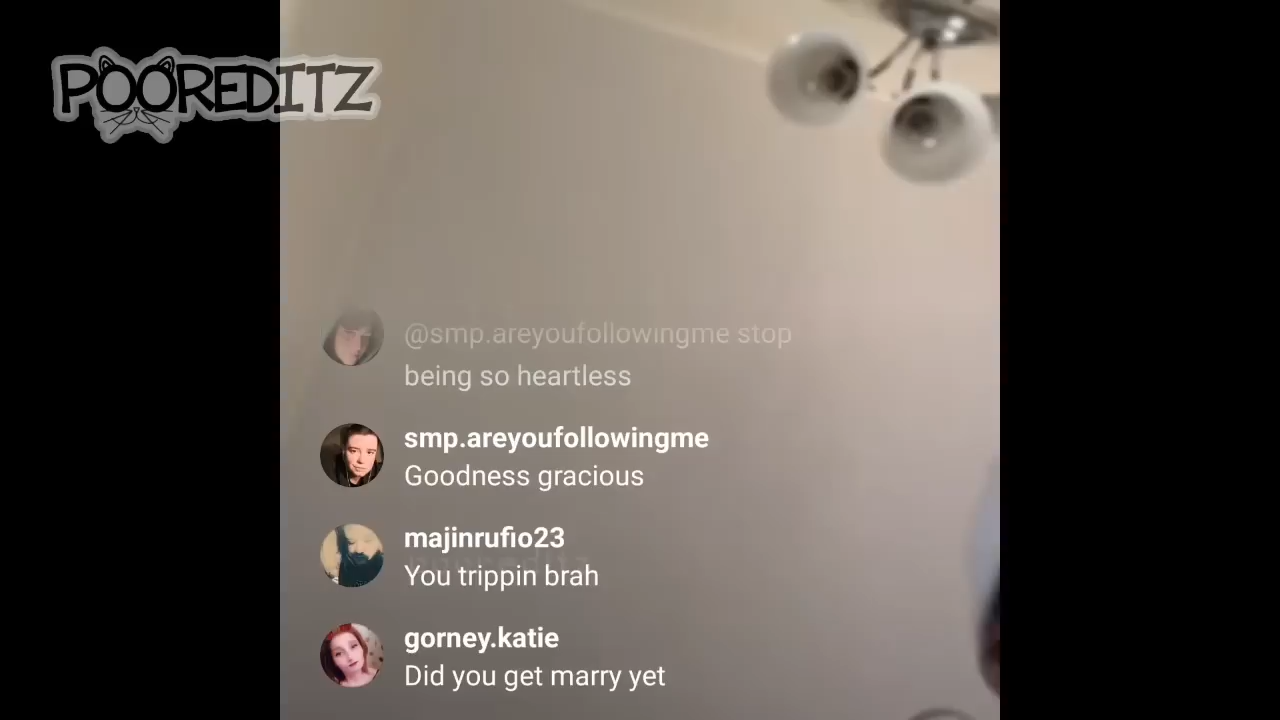 POOREDITZ
@smp.areyoufollowingme stop
being so heartless
smp.areyoufollowingme
Goodness gracious
majinrufio23
You trippin brah
gorney.katie
Did you get marry yet